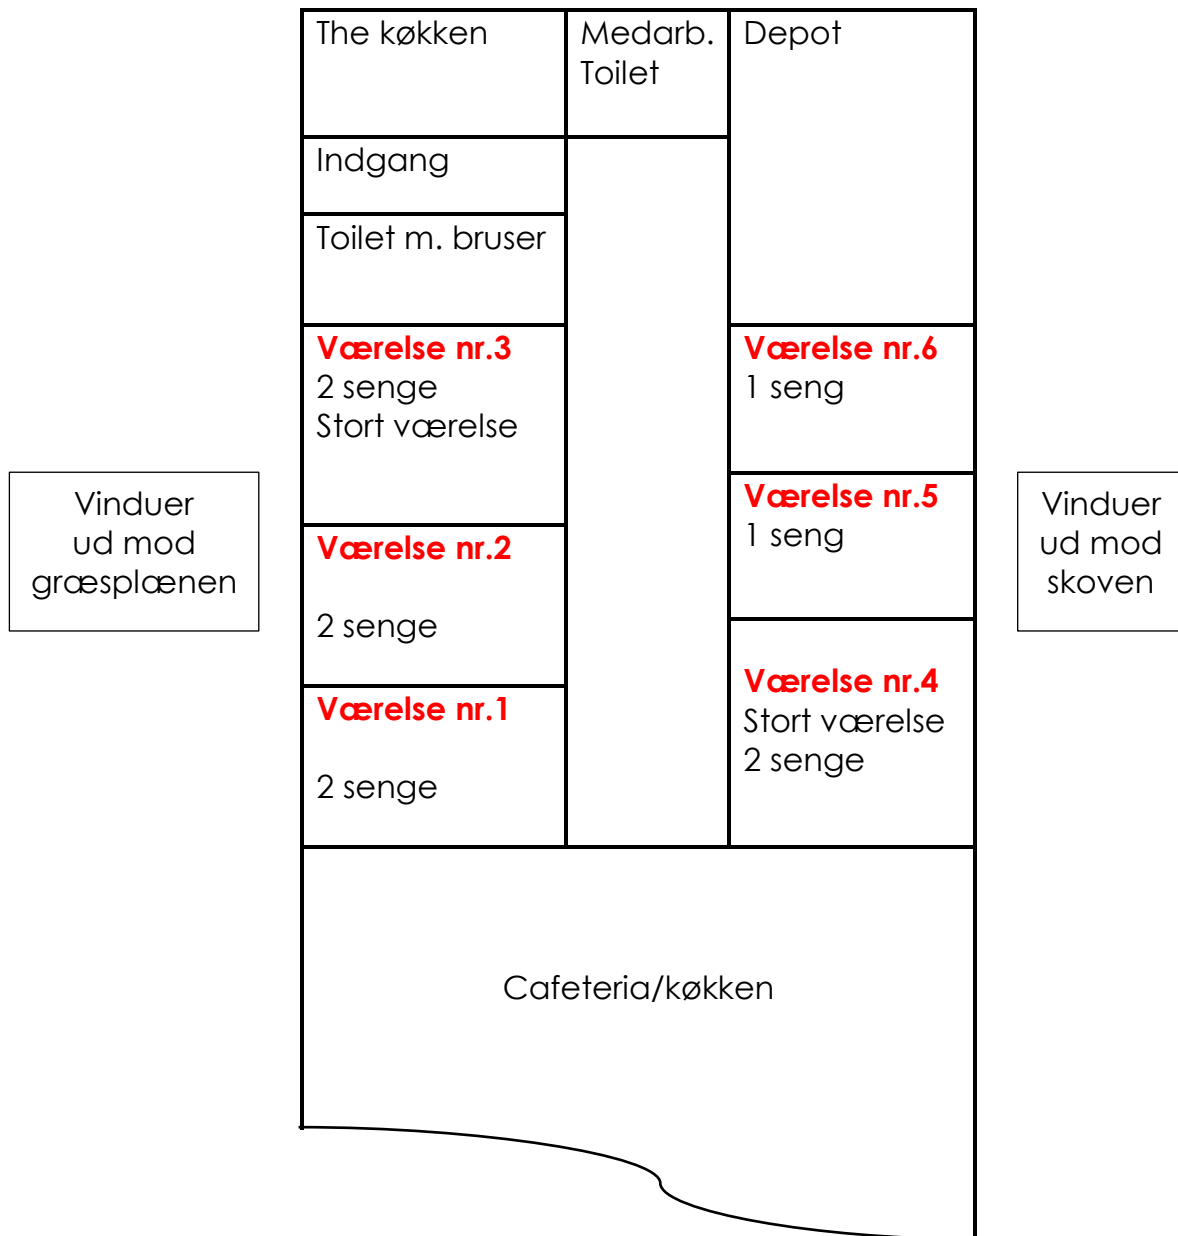 The køkken
Medarb.
Toilet
Depot
Indgang
Toilet m. bruser
Værelse nr.3
2 senge
Stort værelse
Værelse nr.6
1 seng
Vinduer
ud mod
græsplænen
Værelse nr.2
2 senge
Værelse nr.5
1 seng
Vinduer
ud mod
skoven
Værelse nr.1
2 senge
Værelse nr.4
Stort værelse
2 senge
Cafeteria/køkken